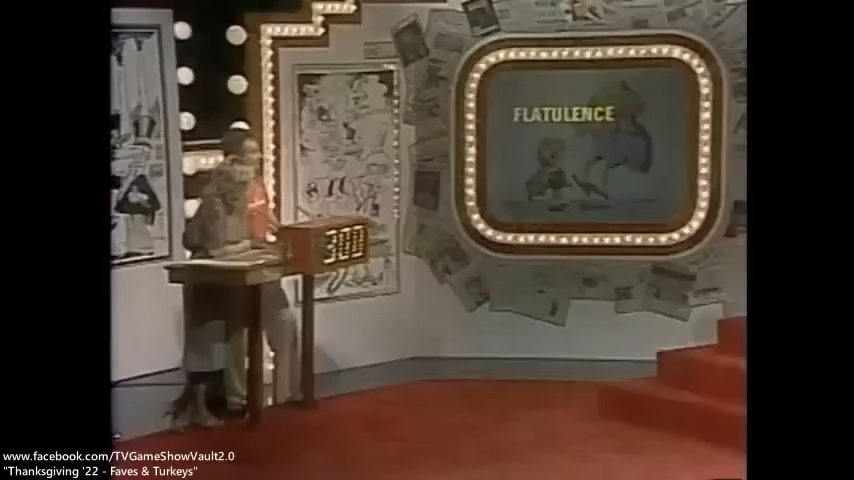 FLATULENCE
300
www.facebook.com/TVGameShowVault2.0
"Thanksgiving '22 - Faves & Turkeys"